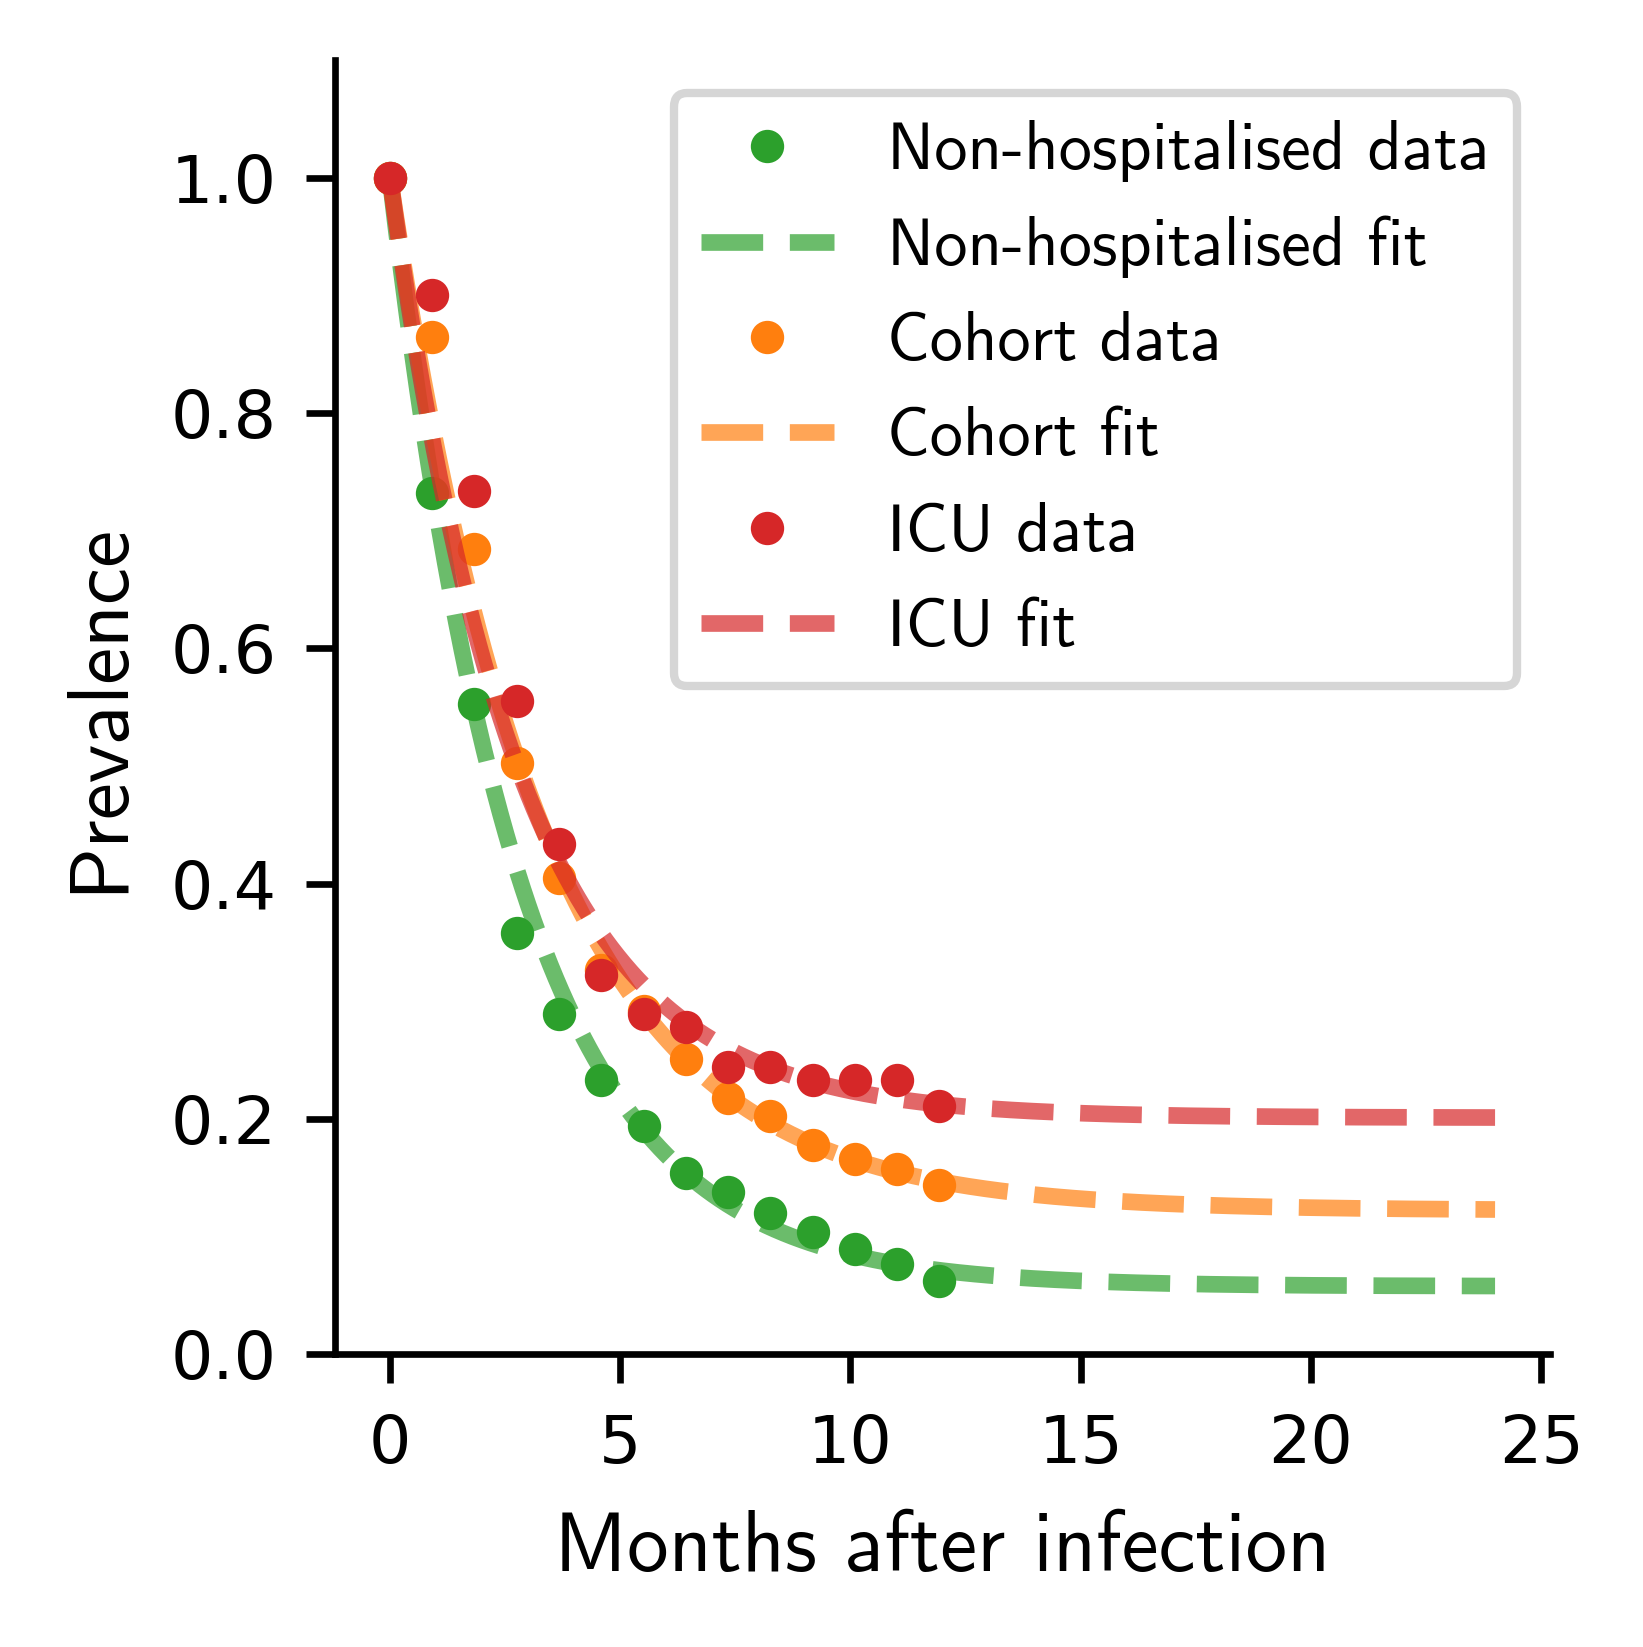 Non-hospitalised data
Non-hospitalised fit
Cohort data
Cohort fit
ICU data
ICU fit
1.0
0.8
0.6
0.4
0.2
0.0
Prevalence
0 5 10 15 20 25
Months after infection